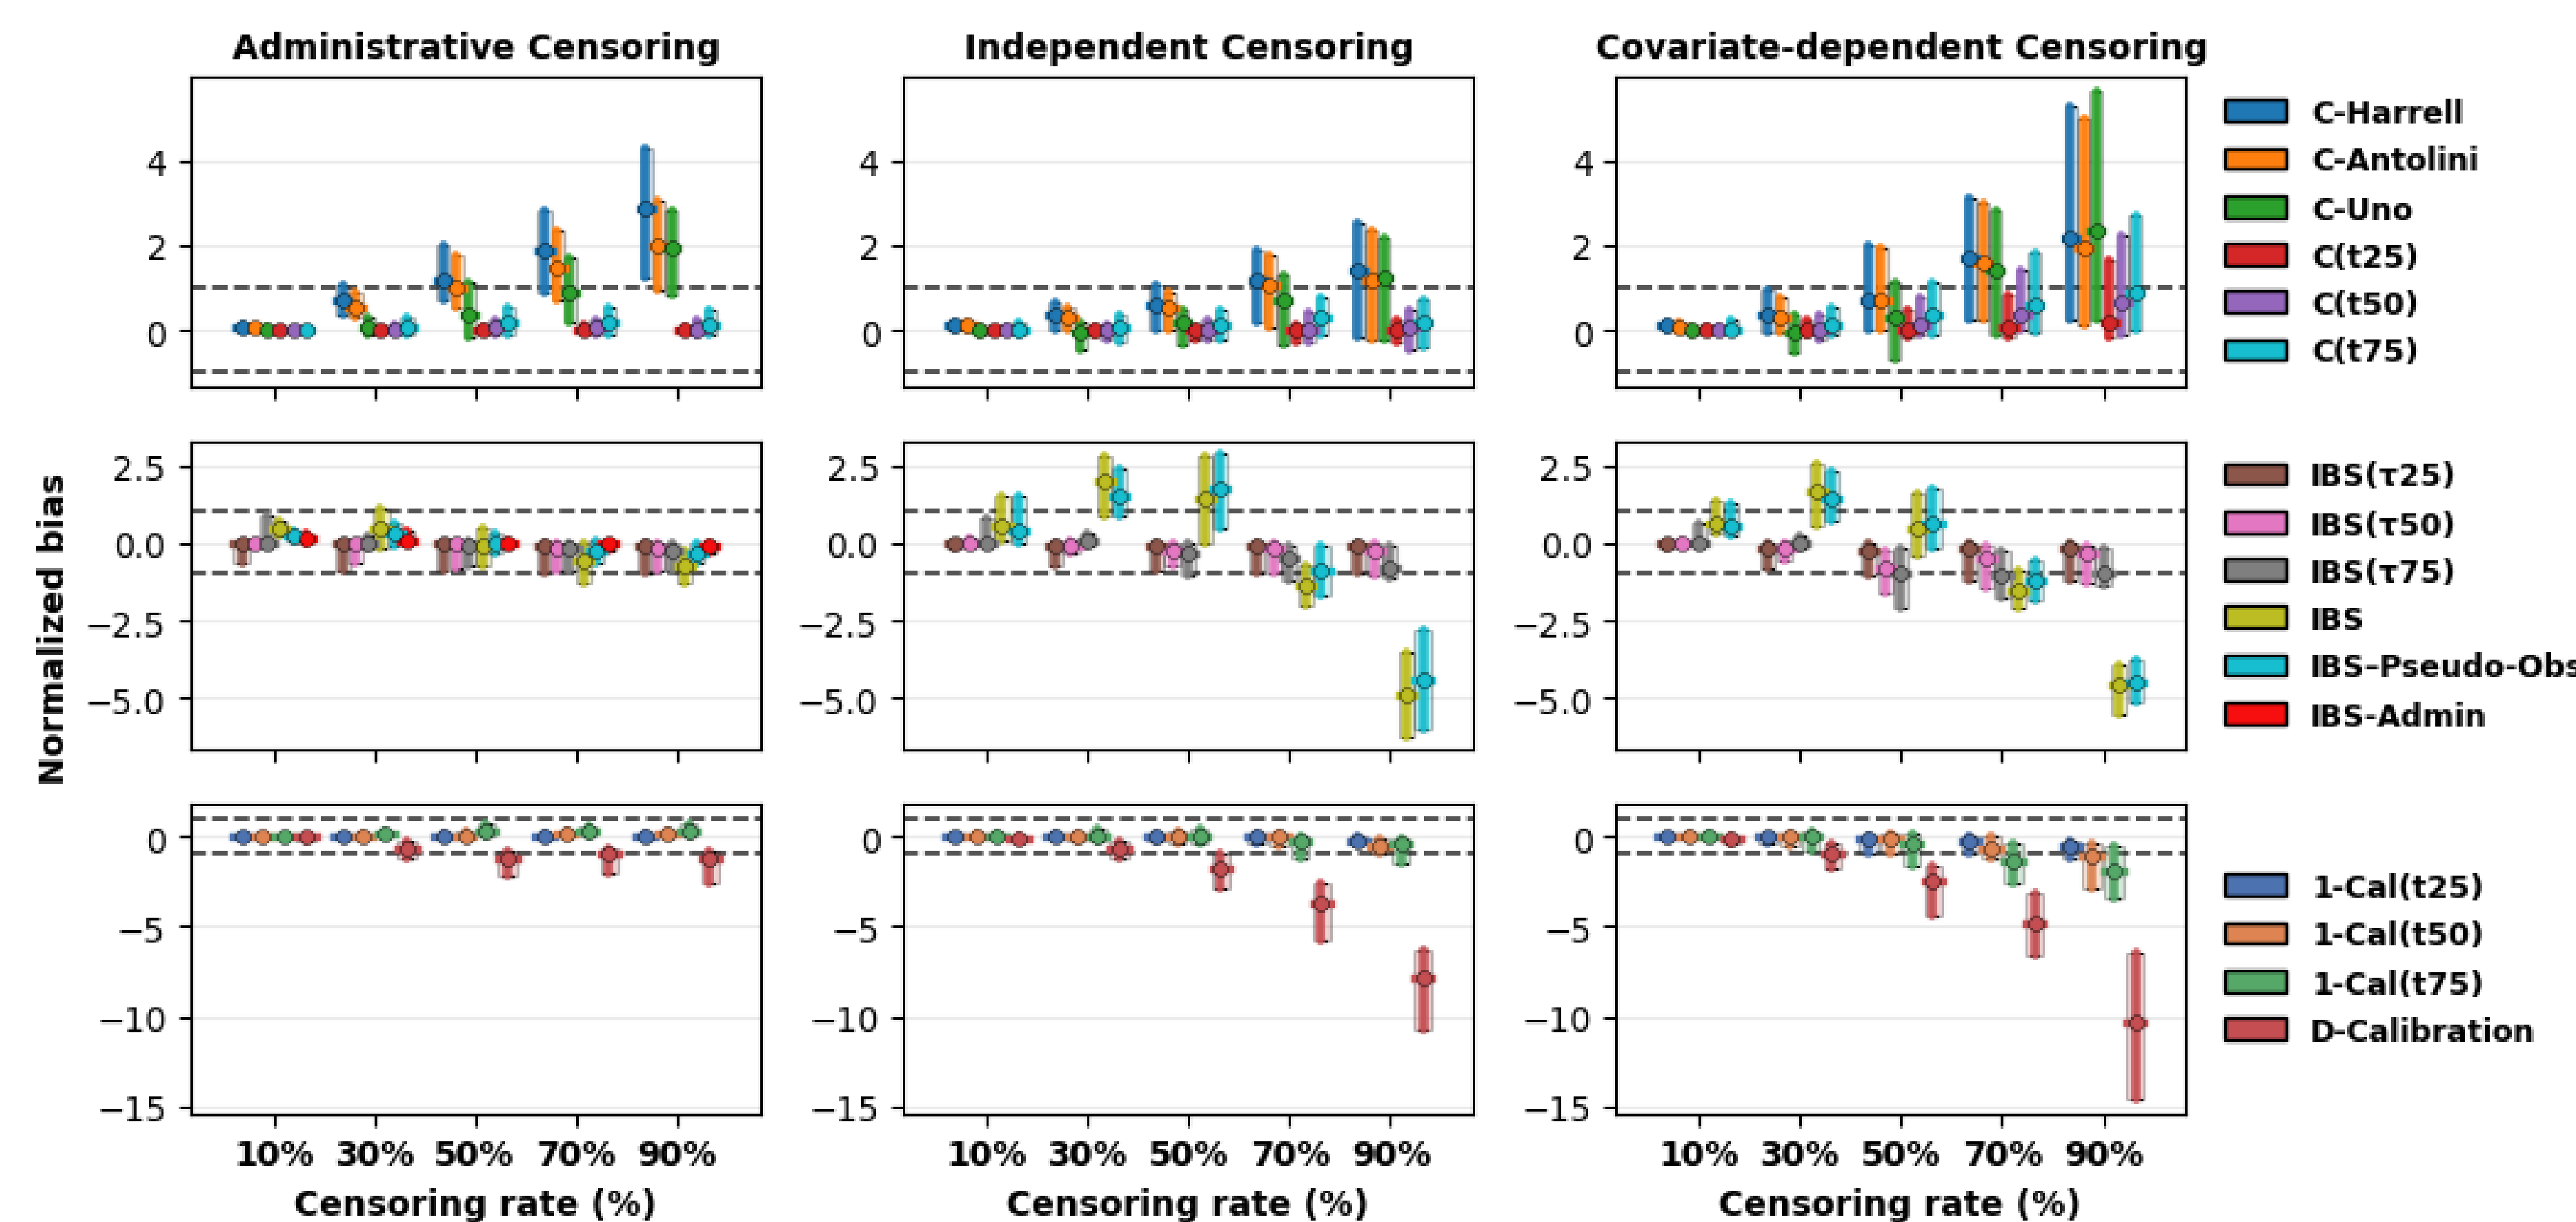 Administrative Censoring
Independent Censoring
Covariate-dependent Censoring
4
2
0
4
2
0
4
2
0
C-Harrell
C-Antolini
C-Uno
C(t25)
C(t50)
C(t75)
Normalized bias
2.5
0.0
−2.5
−5.0
2.5
0.0
−2.5
−5.0
2.5
0.0
−2.5
−5.0
IBS(τ25)
IBS(τ50)
IBS(τ75)
IBS
IBS-Pseudo-Obs
IBS-Admin
0
−5
−10
−15
0
−5
−10
−15
0
−5
−10
−15
1-Cal(t25)
1-Cal(t50)
1-Cal(t75)
D-Calibration
10% 30% 50% 70% 90%
10% 30% 50% 70% 90%
10% 30% 50% 70% 90%
Censoring rate (%)
Censoring rate (%)
Censoring rate (%)